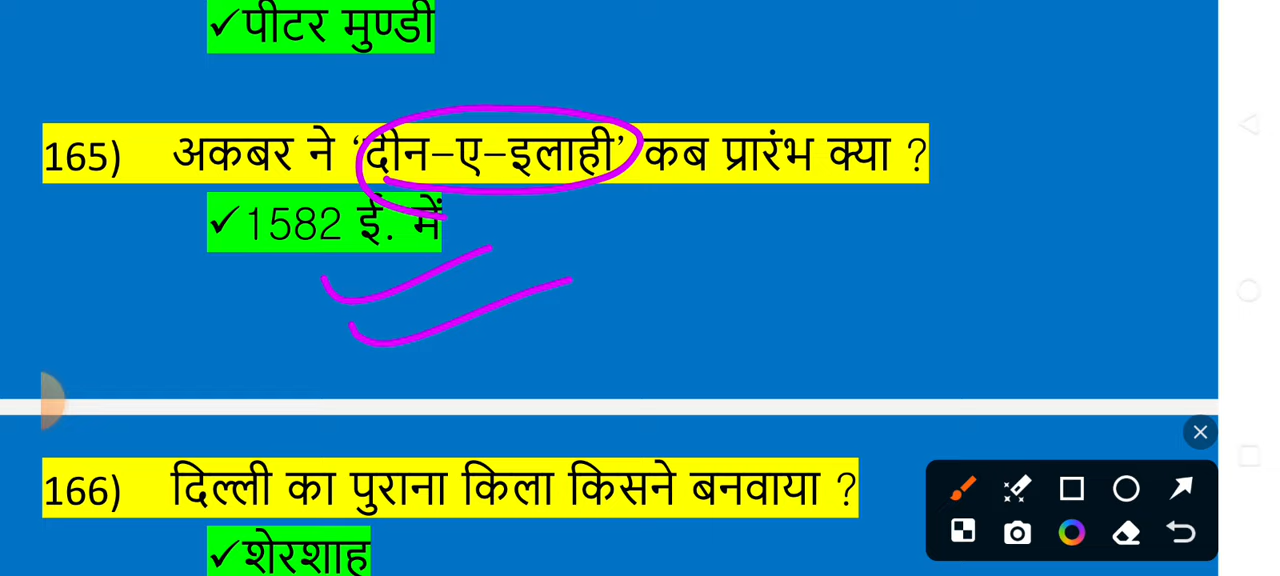 ✓पीटर मुण्डी
165) अकबर ने ‘दीन–ए–इलाही’ कब प्रारंभ क्या ?
✓1582 ई. में
166) दिल्ली का पुराना किला किसने बनवाया ?
✓शेरशाह